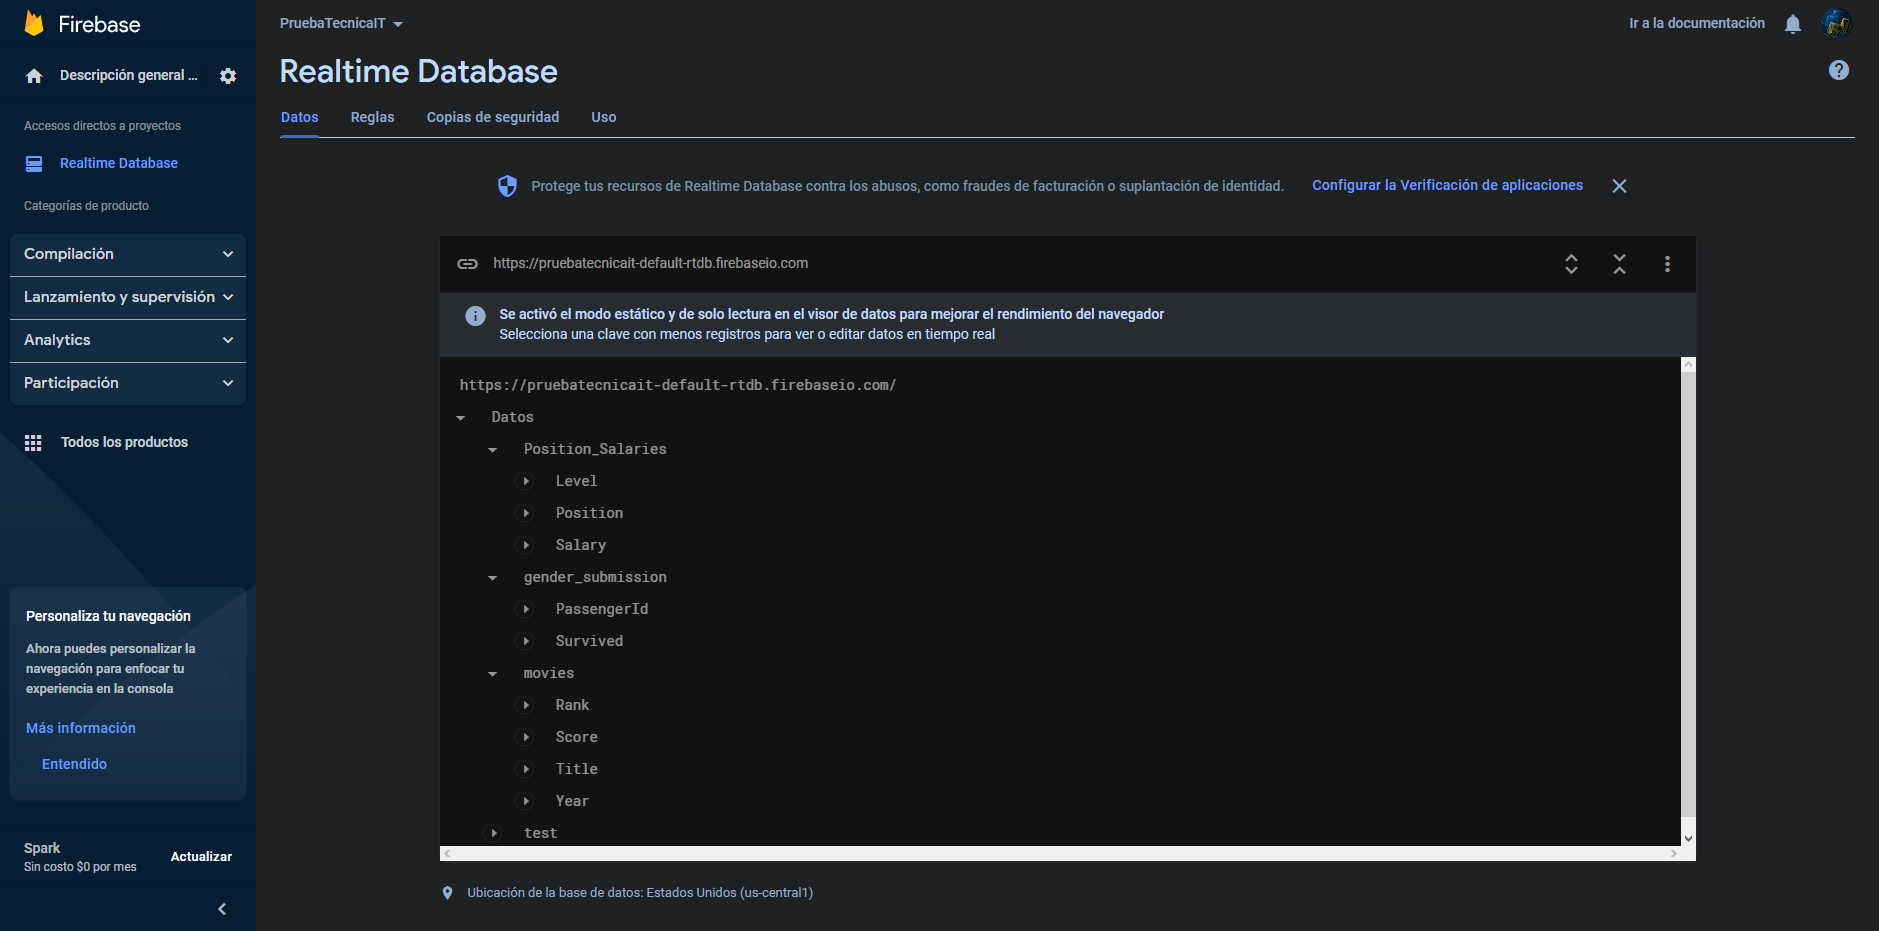 Firebase
Descripción general ...
Accesos directos a proyectos
Realtime Database
Categorías de producto
Compilación
Lanzamiento y supervisión
Analytics
Participación
Todos los productos
Personaliza tu navegación
Ahora puedes personalizar la
navegación para enfocar tu
experiencia en la consola
Más información
Entendido
Spark
Sin costo $0 por mes
Actualizar
PruebaTecnicaIT
Ir a la documentación
Realtime Database
Datos
Reglas
Copias de seguridad
Uso
Protege tus recursos de Realtime Database contra los abusos, como fraudes de facturación o suplantación de identidad.
Configurar la Verificación de aplicaciones
https://pruebatecnicait-default-rtdb.firebaseio.com
Se activó el modo estático y de solo lectura en el visor de datos para mejorar el rendimiento del navegador
Selecciona una clave con menos registros para ver o editar datos en tiempo real
https://pruebatecnicait-default-rtdb.firebaseio.com/
Datos
Position_Salaries
Level
Position
Salary
gender_submission
PassengerId
Survived
movies
Rank
Score
Title
Year
test
Ubicación de la base de datos: Estados Unidos (us-central1)